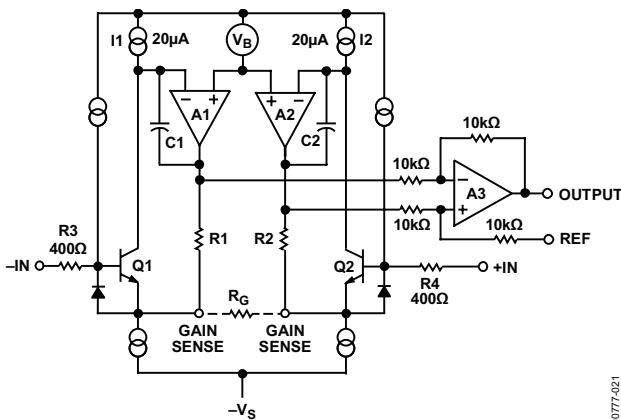 I1
20µA
VB
20µA
I2
– +
A1
+ –
A2
C1
C2
10kΩ
10kΩ
–
A3
+
OUTPUT
10kΩ
10kΩ
REF
R3
400Ω
–IN
Q1
R1
R2
Q2
R4
400Ω
+IN
RG
GAIN
SENSE
GAIN
SENSE
–VS
0777-021